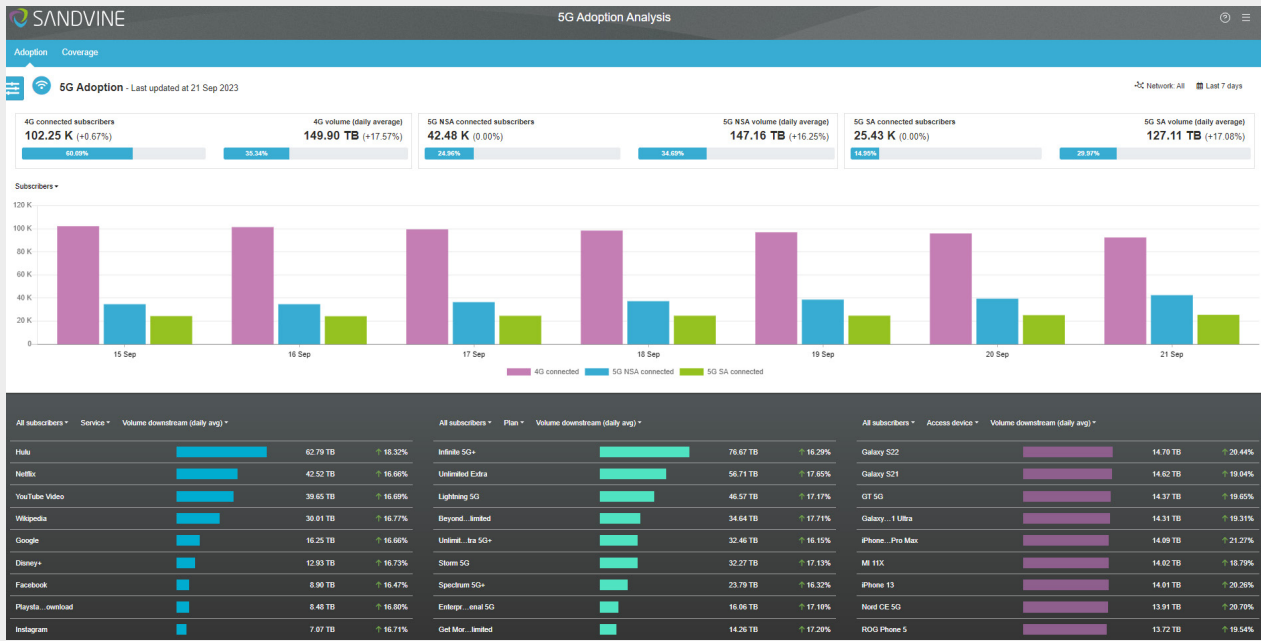 SANDVINE
5G Adoption Analysis
Adoption Coverage
5G Adoption - Last updated at 21 Sep 2023
Network: All Last 7 days
4G connected subscribers 4G volume (daily average)
102.25 K (+0.67%) 149.90 TB (+17.57%)
60.09% 35.34%
5G NSA connected subscribers 5G NSA volume (daily average)
42.48 K (0.00%) 147.16 TB (+16.25%)
24.96% 34.69%
5G SA connected subscribers 5G SA volume (daily average)
25.43 K (0.00%) 127.11 TB (+17.08%)
14.95% 29.97%
Subscribers
120 K
100 K
80 K
60 K
40 K
20 K
0
15 Sep 16 Sep 17 Sep 18 Sep 19 Sep 20 Sep 21 Sep
4G connected 5G NSA connected 5G SA connected
All subscribers Service Volume downstream (daily avg)
Hulu 62.79 TB ↑ 18.32%
Netflix 42.52 TB ↑ 16.66%
YouTube Video 39.65 TB ↑ 16.69%
Wikipedia 30.01 TB ↑ 16.77%
Google 16.25 TB ↑ 16.66%
Disney+ 12.93 TB ↑ 16.73%
Facebook 8.90 TB ↑ 16.47%
Playsta...ownload 8.48 TB ↑ 16.80%
Instagram 7.07 TB ↑ 16.71%
All subscribers Plan Volume downstream (daily avg)
Infinite 5G+ 76.67 TB ↑ 16.29%
Unlimited Extra 56.71 TB ↑ 17.65%
Lightning 5G 46.57 TB ↑ 17.17%
Beyond...limited 34.64 TB ↑ 17.71%
Unlimit...tra 5G+ 32.46 TB ↑ 16.15%
Storm 5G 32.27 TB ↑ 17.13%
Spectrum 5G+ 23.79 TB ↑ 16.32%
Enterpr...enal 5G 16.06 TB ↑ 17.10%
Get Mor...limited 14.26 TB ↑ 17.20%
All subscribers Access device Volume downstream (daily avg)
Galaxy S22 14.70 TB ↑ 20.44%
Galaxy S21 14.62 TB ↑ 19.04%
GT 5G 14.37 TB ↑ 19.65%
Galaxy...1 Ultra 14.31 TB ↑ 19.31%
iPhone...Pro Max 14.09 TB ↑ 21.27%
MI 11X 14.02 TB ↑ 18.79%
iPhone 13 14.01 TB ↑ 20.26%
Nord CE 5G 13.91 TB ↑ 20.70%
ROG Phone 5 13.72 TB ↑ 19.54%